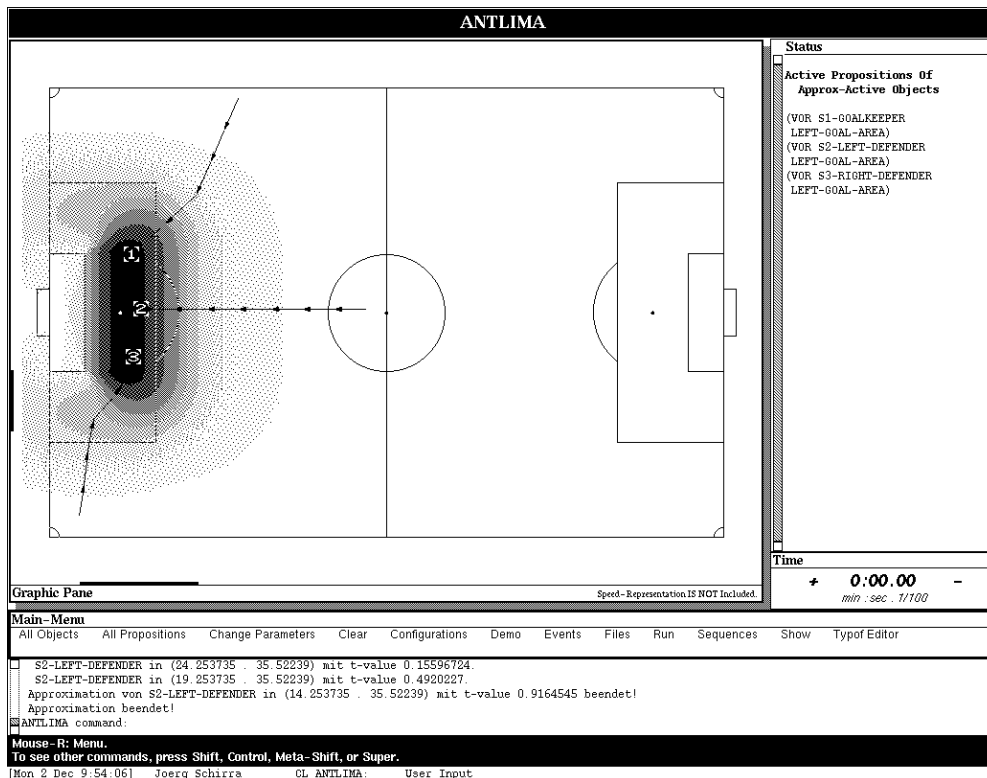 ANTLIMA
Status
Active Propositions Of
Approx-Active Objects
(VOR S1-GOALKEEPER
LEFT-GOAL-AREA)
(VOR S2-LEFT-DEFENDER
LEFT-GOAL-AREA)
(VOR S3-RIGHT-DEFENDER
LEFT-GOAL-AREA)
1
2
3
Time
+ 0:00.00 -
min : sec . 1/100
Graphic Pane
Speed-Representation IS NOT Included.
Main-Menu
All Objects All Propositions Change Parameters Clear Configurations Demo Events Files Run Sequences Show Typof Editor
S2-LEFT-DEFENDER in (24.253735 . 35.52239) mit t-value 0.15596724.
S2-LEFT-DEFENDER in (19.253735 . 35.52239) mit t-value 0.4920227.
Approximation von S2-LEFT-DEFENDER in (14.253735 . 35.52239) mit t-value 0.9164545 beendet!
Approximation beendet!
ANTLIMA command:
Mouse-R: Menu.
To see other commands, press Shift, Control, Meta-Shift, or Super.
[Mon 2 Dec 9:54:06] Joerg Schirra CL ANTLIMA: User Input